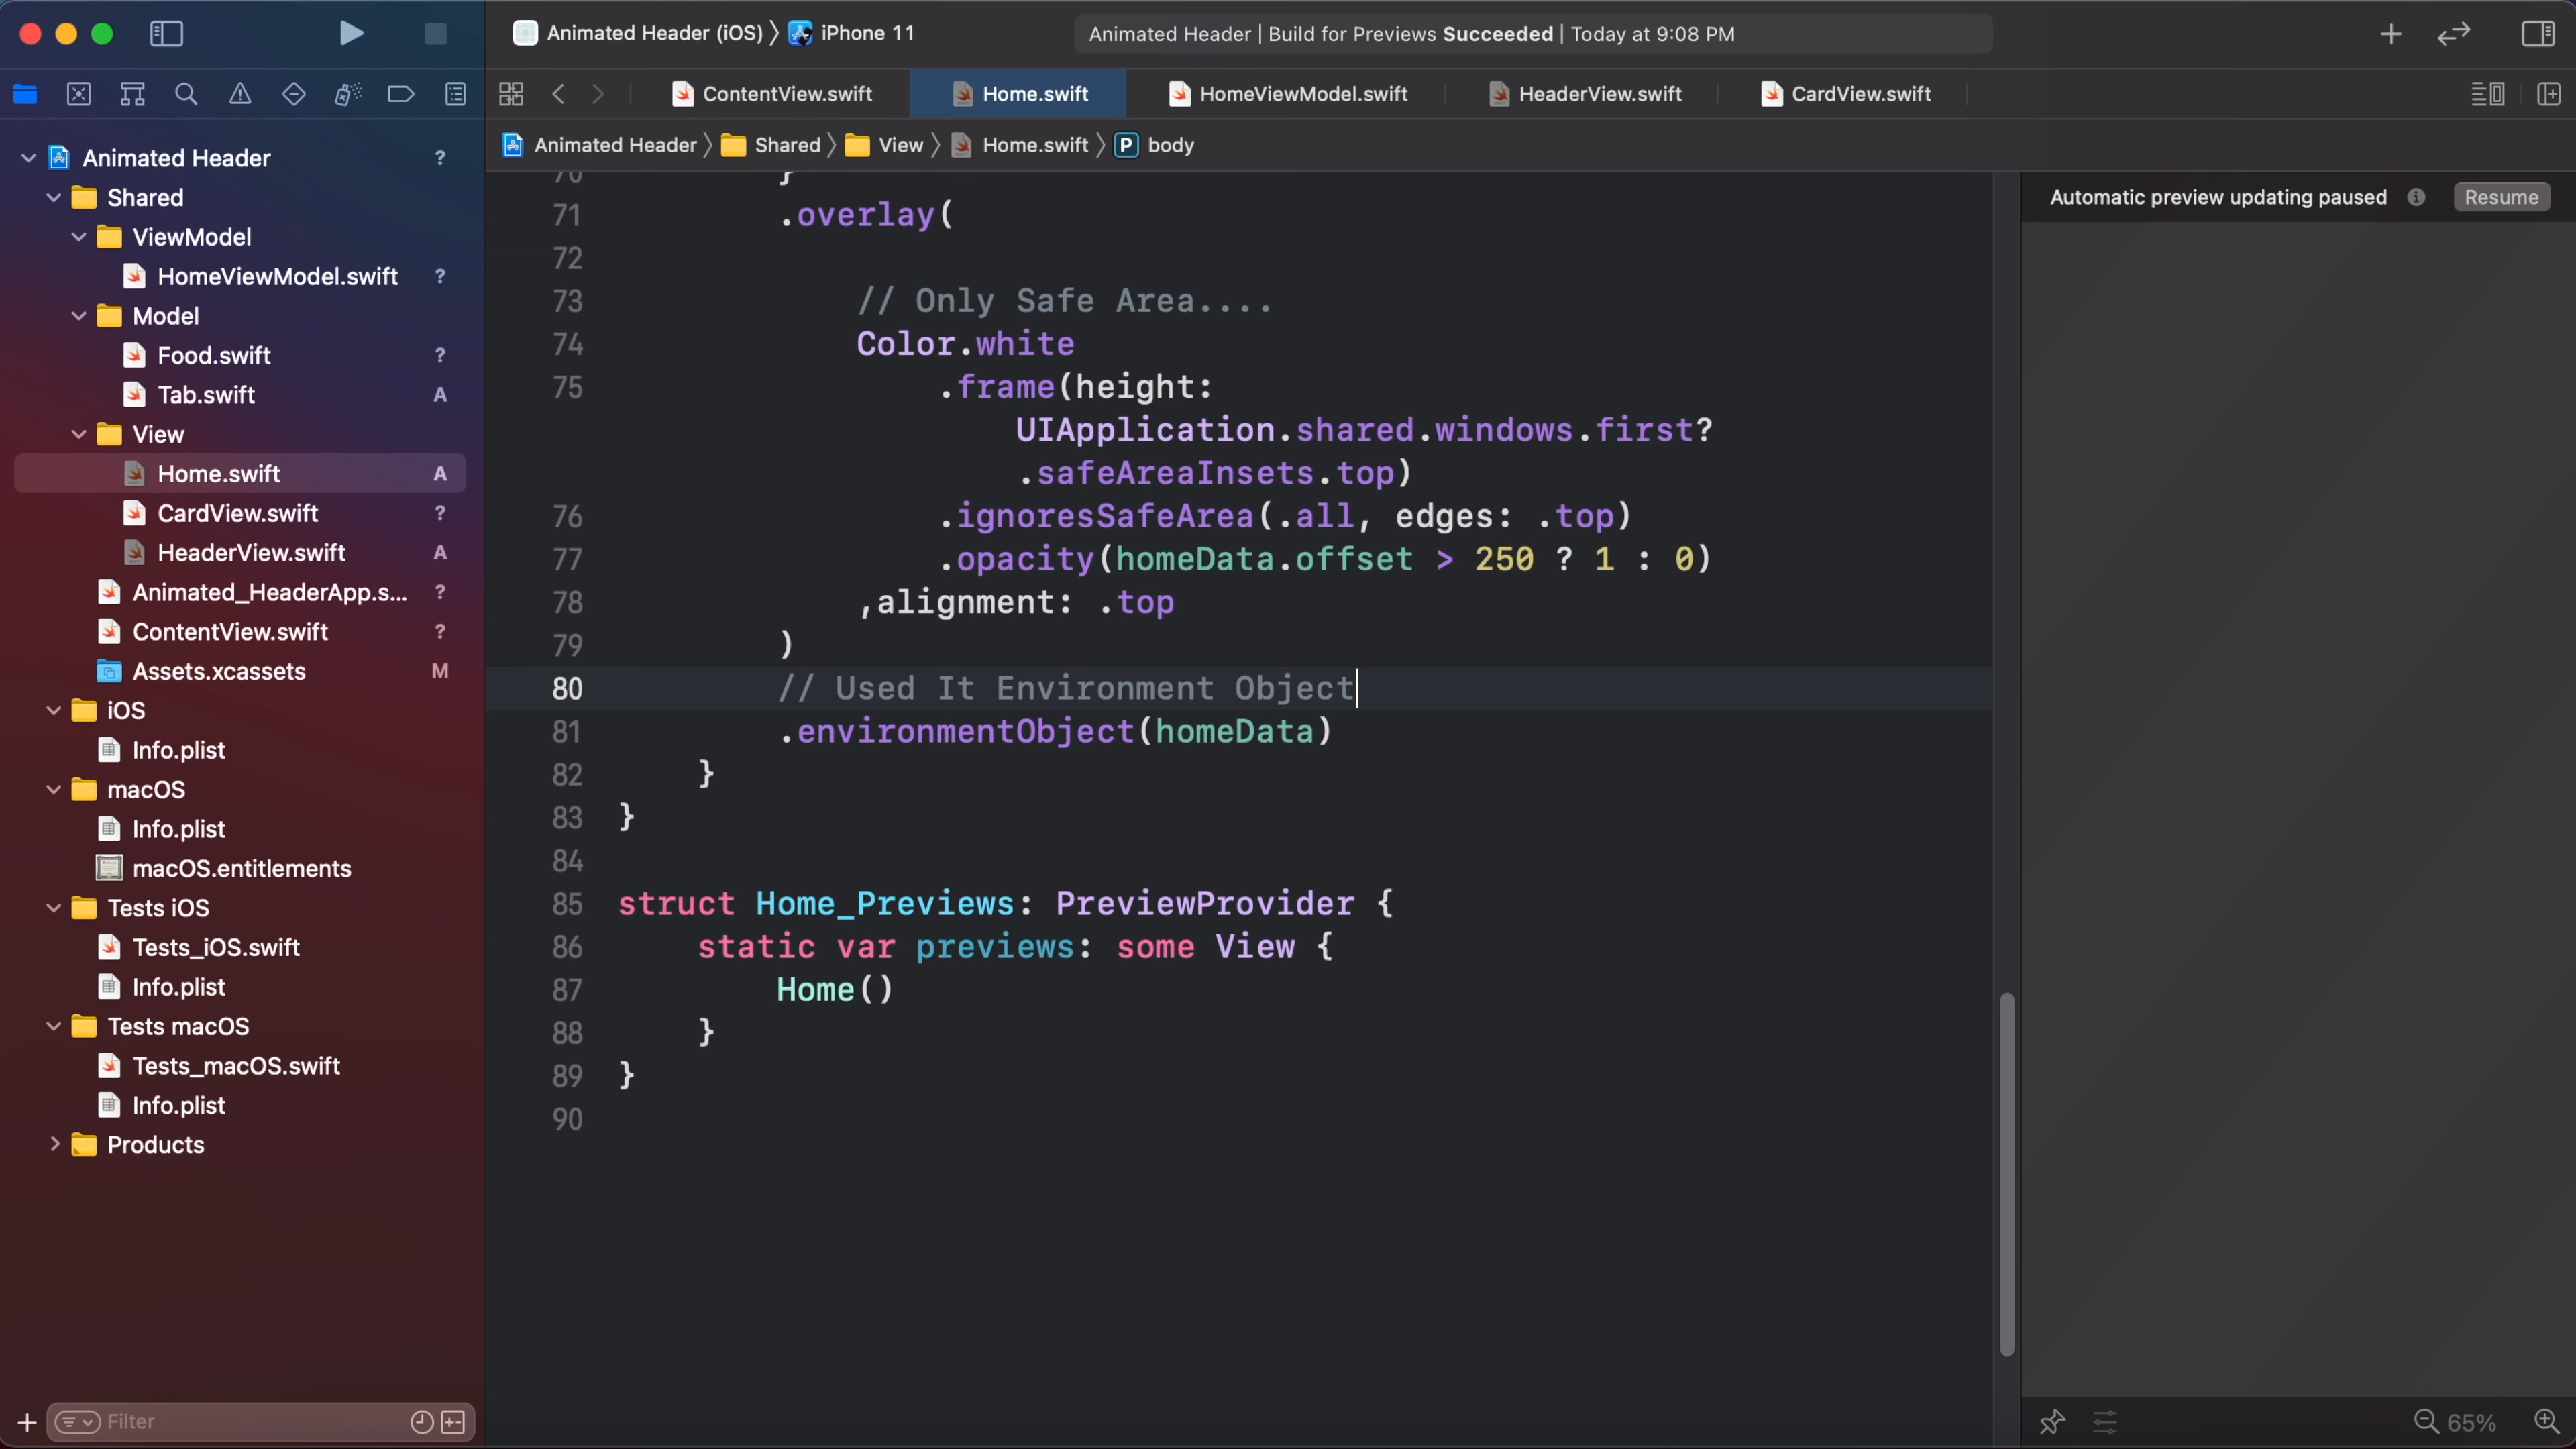 Animated Header (iOS) 〉 iPhone 11
Animated Header | Build for Previews Succeeded | Today at 9:08 PM
ContentView.swift
Home.swift
HomeViewModel.swift
HeaderView.swift
CardView.swift
Animated Header 〉 Shared 〉 View 〉 Home.swift 〉 P body
Animated Header ?
Shared
ViewModel
HomeViewModel.swift ?
Model
Food.swift ?
Tab.swift A
View
Home.swift A
CardView.swift ?
HeaderView.swift A
Animated_HeaderApp.s... ?
ContentView.swift ?
Assets.xcassets M
iOS
Info.plist
macOS
Info.plist
macOS.entitlements
Tests iOS
Tests_iOS.swift
Info.plist
Tests macOS
Tests_macOS.swift
Info.plist
Products
Filter
70 }
71 .overlay(
72
73 // Only Safe Area....
74 Color.white
75 .frame(height:
UIApplication.shared.windows.first?
.safeAreaInsets.top)
76 .ignoresSafeArea(.all, edges: .top)
77 .opacity(homeData.offset > 250 ? 1 : 0)
78 ,alignment: .top
79 )
80 // Used It Environment Object
81 .environmentObject(homeData)
82 }
83 }
84
85 struct Home_Previews: PreviewProvider {
86 static var previews: some View {
87 Home()
88 }
89 }
90
Automatic preview updating paused
Resume
65%